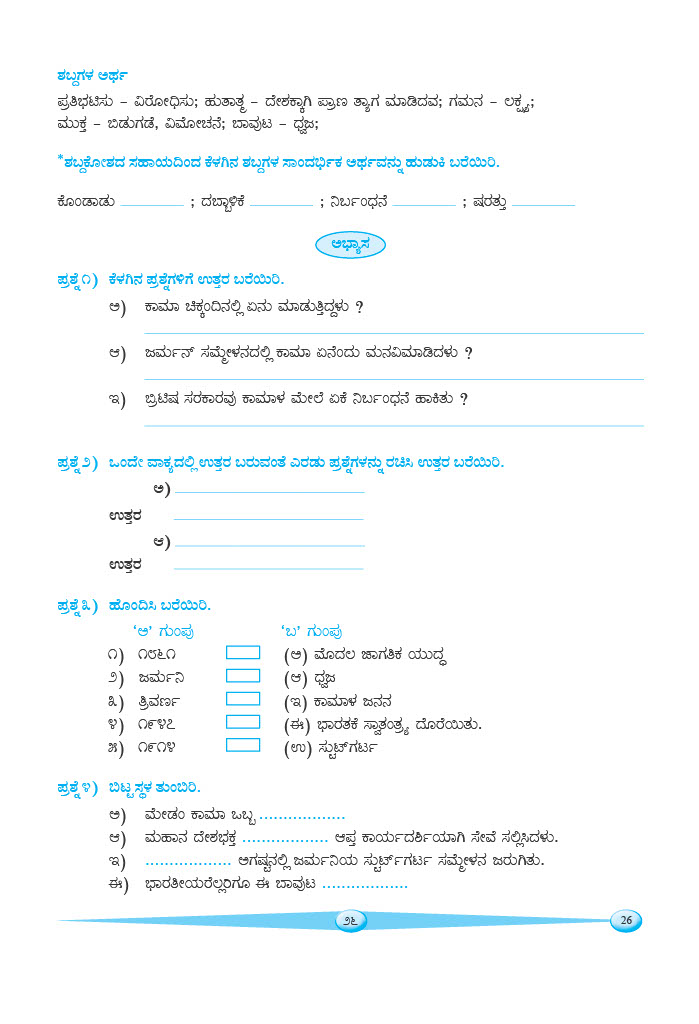 ಶಬ್ದಗಳ ಅರ್ಥ
ಪ್ರತಿಭಟಿಸು – ವಿರೋಧಿಸು; ಹುತಾತ್ಮ – ದೇಶಕ್ಕಾಗಿ ಪ್ರಾಣ ತ್ಯಾಗ ಮಾಡಿದವ; ಗಮನ – ಲಕ್ಷ್ಯ;
ಮುಕ್ತ – ಬಿಡುಗಡೆ, ವಿಮೋಚನೆ; ಬಾವುಟ – ಧ್ವಜ;
*ಶಬ್ದಕೋಶದ ಸಹಾಯದಿಂದ ಕೆಳಗಿನ ಶಬ್ದಗಳ ಸಾಂದರ್ಭಿಕ ಅರ್ಥವನ್ನು ಹುಡುಕಿ ಬರೆಯಿರಿ.
ಕೊಂಡಾಡು ________ ; ದಬ್ಬಾಳಿಕೆ ________ ; ನಿರ್ಬಂಧನೆ ________ ; ಷರತ್ತು ________
ಅಭ್ಯಾಸ
ಪ್ರಶ್ನೆ ೧) ಕೆಳಗಿನ ಪ್ರಶ್ನೆಗಳಿಗೆ ಉತ್ತರ ಬರೆಯಿರಿ.
ಅ) ಕಾಮಾ ಚಿಕ್ಕಂದಿನಲ್ಲಿ ಏನು ಮಾಡುತ್ತಿದ್ದಳು ?
ಆ) ಜರ್ಮನ್ ಸಮ್ಮೇಳನದಲ್ಲಿ ಕಾಮಾ ಏನೆಂದು ಮನವಿಮಾಡಿದಳು ?
ಇ) ಬ್ರಿಟಿಷ ಸರಕಾರವು ಕಾಮಾಳ ಮೇಲೆ ಏಕೆ ನಿರ್ಬಂಧನೆ ಹಾಕಿತು ?
ಪ್ರಶ್ನೆ ೨) ಒಂದೇ ವಾಕ್ಯದಲ್ಲಿ ಉತ್ತರ ಬರುವಂತೆ ಎರಡು ಪ್ರಶ್ನೆಗಳನ್ನು ರಚಿಸಿ ಉತ್ತರ ಬರೆಯಿರಿ.
ಅ)
ಉತ್ತರ
ಆ)
ಉತ್ತರ
ಪ್ರಶ್ನೆ ೩) ಹೊಂದಿಸಿ ಬರೆಯಿರಿ.
'ಅ' ಗುಂಪು 'ಬ' ಗುಂಪು
೧) ೧೮೬೧ (ಅ) ಮೊದಲ ಜಾಗತಿಕ ಯುದ್ಧ
೨) ಜರ್ಮನಿ (ಆ) ಧ್ವಜ
೩) ತ್ರಿವರ್ಣ (ಇ) ಕಾಮಾಳ ಜನನ
೪) ೧೯೪೭ (ಈ) ಭಾರತಕೆ ಸ್ವಾತಂತ್ರ್ಯ ದೊರೆಯಿತು.
೫) ೧೯೧೪ (ಉ) ಸ್ಟುಟ್‌ಗರ್ಟ
ಪ್ರಶ್ನೆ ೪) ಬಿಟ್ಟ ಸ್ಥಳ ತುಂಬಿರಿ.
ಅ) ಮೇಡಂ ಕಾಮಾ ಒಬ್ಬ ..................
ಆ) ಮಹಾನ ದೇಶಭಕ್ತ .................. ಆಪ್ತ ಕಾರ್ಯದರ್ಶಿಯಾಗಿ ಸೇವೆ ಸಲ್ಲಿಸಿದಳು.
ಇ) .................. ಅಗಷ್ಟನಲ್ಲಿ ಜರ್ಮನಿಯ ಸ್ಟುರ್ಟ್‌ಗರ್ಟ ಸಮ್ಮೇಳನ ಜರುಗಿತು.
ಈ) ಭಾರತೀಯರೆಲ್ಲರಿಗೂ ಈ ಬಾವುಟ ..................
೨೬ 26